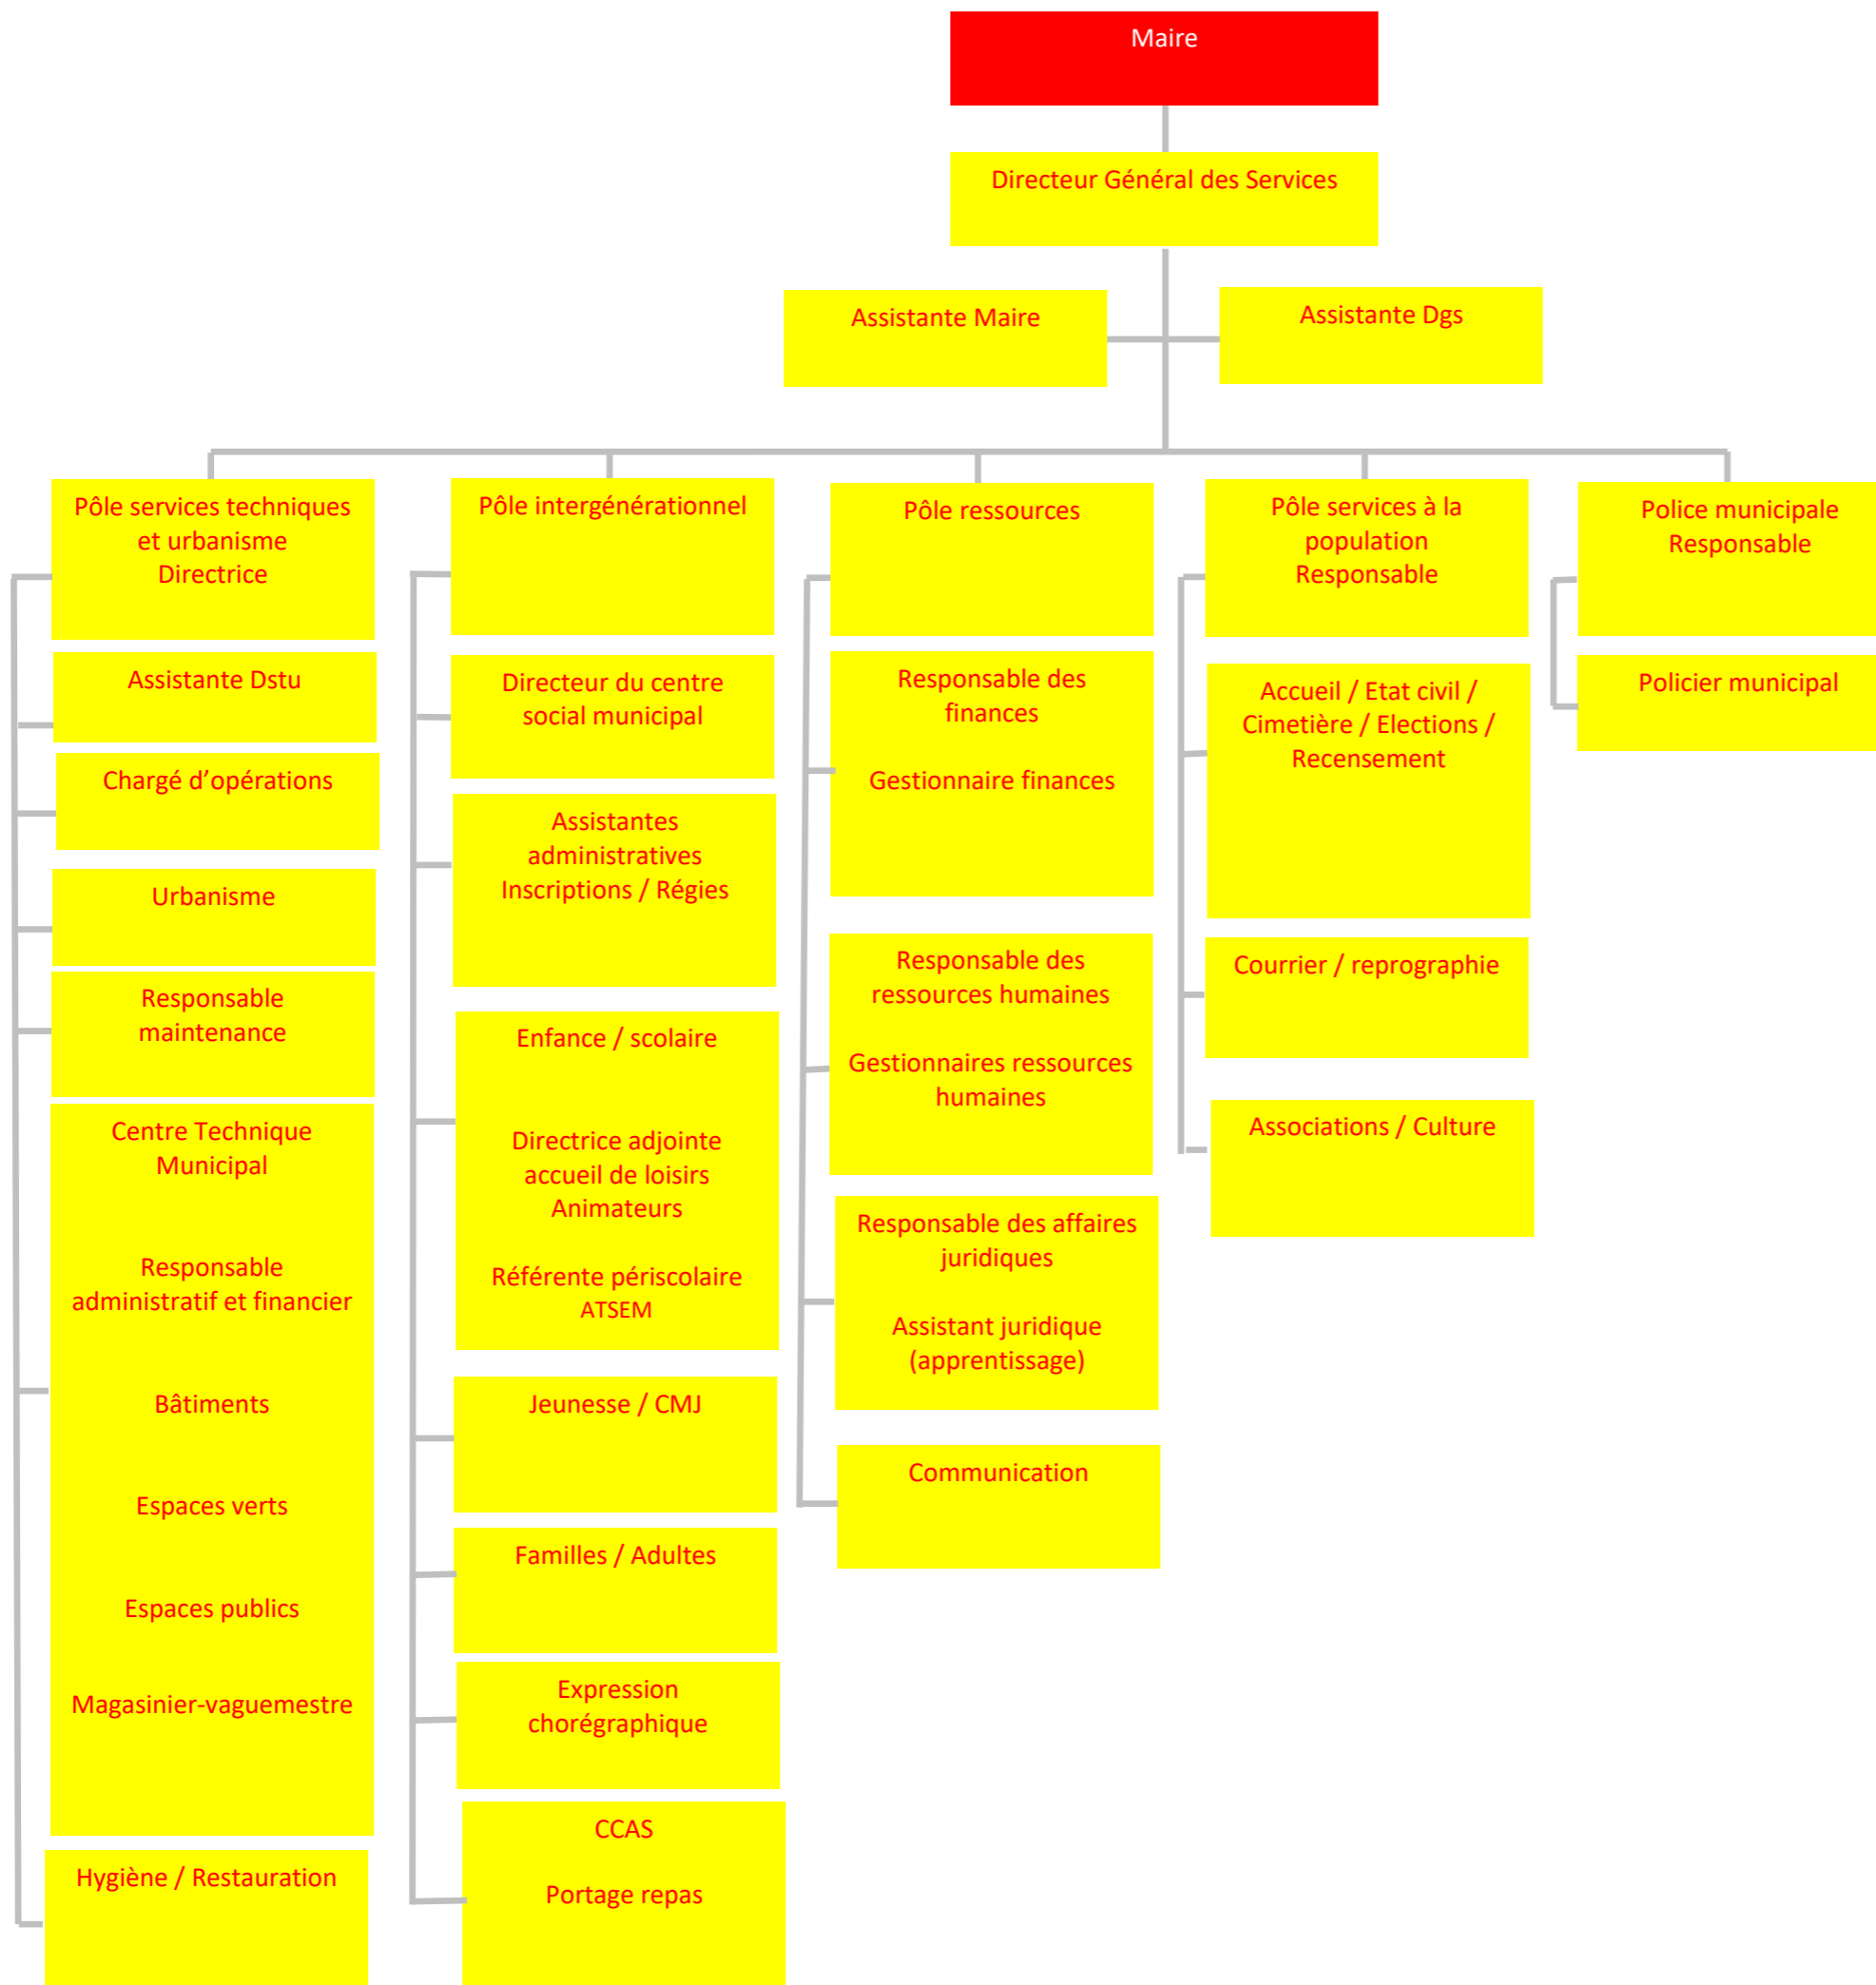 Maire
Directeur Général des Services
Assistante Maire
Assistante Dgs
Pôle services techniques
et urbanisme
Directrice
Assistante Dstu
Chargé d’opérations
Urbanisme
Responsable
maintenance
Centre Technique
Municipal
Responsable
administratif et financier
Bâtiments
Espaces verts
Espaces publics
Magasinier-vaguemestre
Hygiène / Restauration
Pôle intergénérationnel
Directeur du centre
social municipal
Assistantes
administratives
Inscriptions / Régies
Enfance / scolaire
Directrice adjointe
accueil de loisirs
Animateurs
Référente périscolaire
ATSEM
Jeunesse / CMJ
Familles / Adultes
Expression
chorégraphique
CCAS
Portage repas
Pôle ressources
Responsable des
finances
Gestionnaire finances
Responsable des
ressources humaines
Gestionnaires ressources
humaines
Responsable des affaires
juridiques
Assistant juridique
(apprentissage)
Communication
Pôle services à la
population
Responsable
Accueil / Etat civil /
Cimetière / Elections /
Recensement
Courrier / reprographie
Associations / Culture
Police municipale
Responsable
Policier municipal